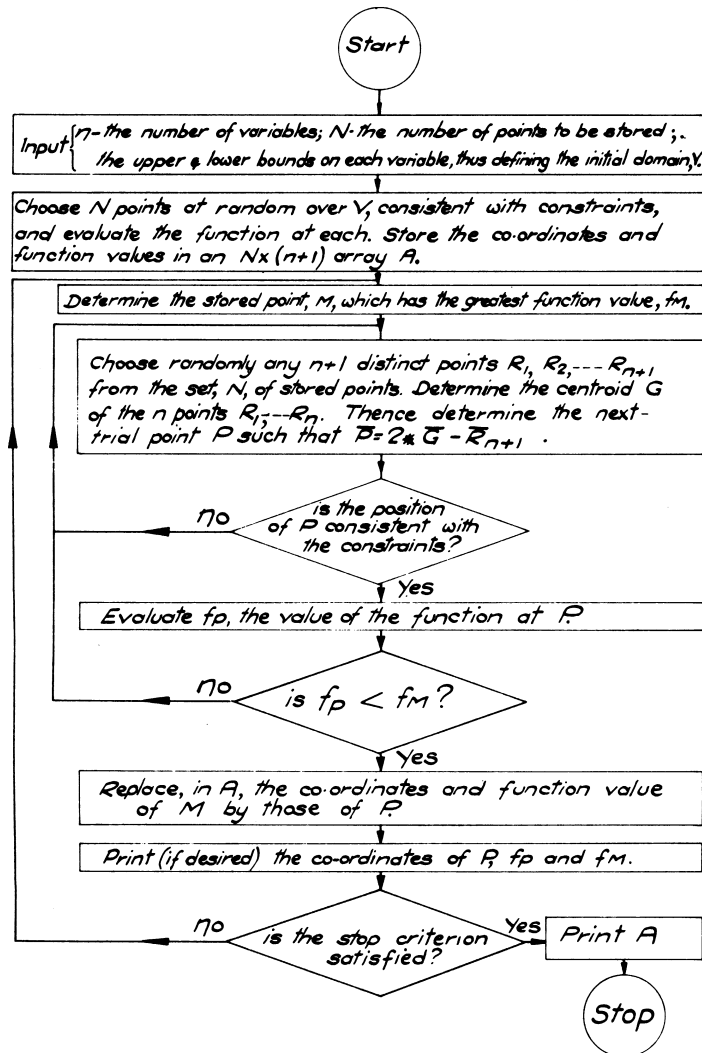 Start
Input { n - the number of variables; N - the number of points to be stored;.
the upper & lower bounds on each variable, thus defining the initial domain, V.
Choose N points at random over V, consistent with constraints,
and evaluate the function at each. Store the co-ordinates and
function values in an N x (n+1) array A.
Determine the stored point, M, which has the greatest function value, fM.
Choose randomly any n+1 distinct points R1, R2, ---- Rn+1
from the set, N, of stored points. Determine the centroid G
of the n points R1, --- Rn. Thence determine the next-
trial point P such that P̄ = 2* Ḡ - R̄n+1 .
no
is the position
of P consistent with
the constraints?
Yes
Evaluate fp, the value of the function at P.
no
is fp < fM?
Yes
Replace, in A, the co-ordinates and function value
of M by those of P.
Print (if desired) the co-ordinates of P, fp and fM.
no
is the stop criterion
satisfied?
Yes
Print A
Stop